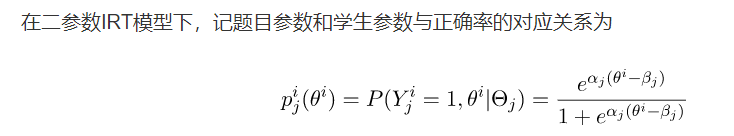 在二参数IRT模型下，记题目参数和学生参数与正确率的对应关系为
$p_j^i(\theta^i) = P(Y_j^i = 1, \theta^i | \Theta_j) = \frac{e^{\alpha_j(\theta^i - \beta_j)}}{1 + e^{\alpha_j(\theta^i - \beta_j)}}$